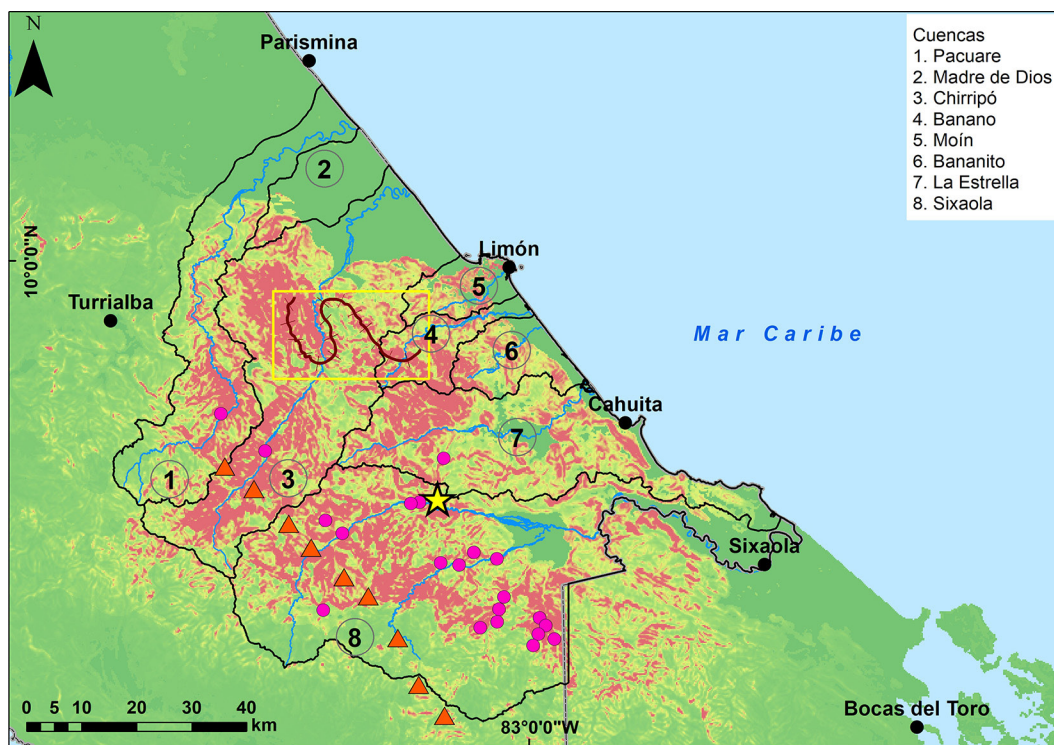 N
Parismina
Cuencas
1. Pacuare
2. Madre de Dios
3. Chirripó
4. Banano
5. Moín
6. Bananito
7. La Estrella
8. Sixaola
2
10°0'0"N
Limón
5
Turrialba
4
6
Mar Caribe
Cahuita
7
1
3
Sixaola
8
0 5 10 20 30 40
km
83°0'0"W
Bocas del Toro